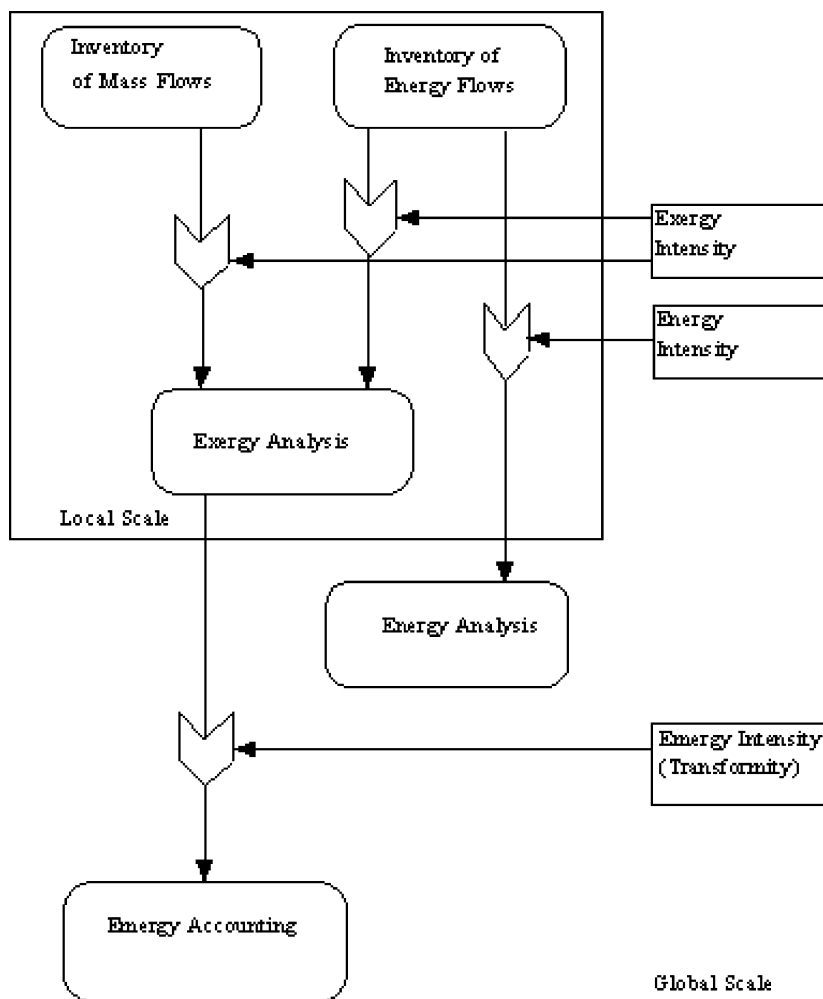 Inventory
of Mass Flows
Inventory of
Energy Flows
Exergy
Intensity
Energy
Intensity
Exergy Analysis
Local Scale
Energy Analysis
Emergy Intensity
(Transformity)
Emergy Accounting
Global Scale